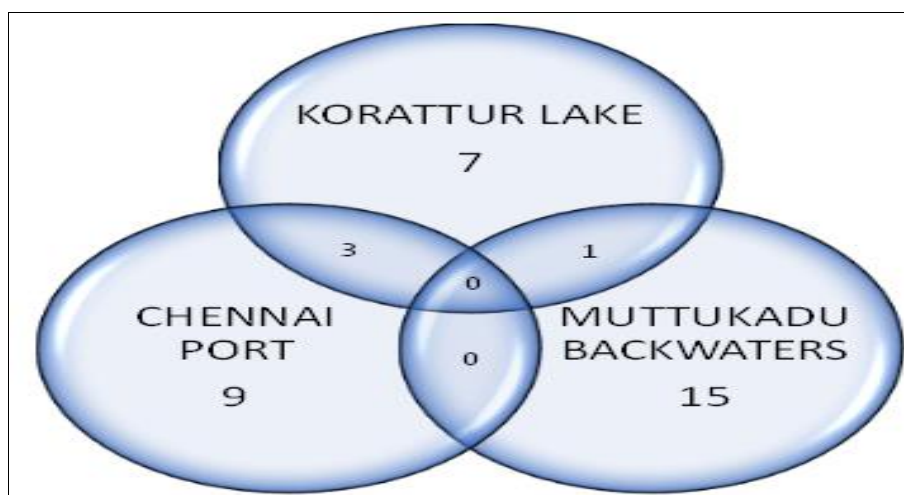 KORATTUR LAKE
7
3
1
0
CHENNAI
PORT
9
0
MUTTUKADU
BACKWATERS
15